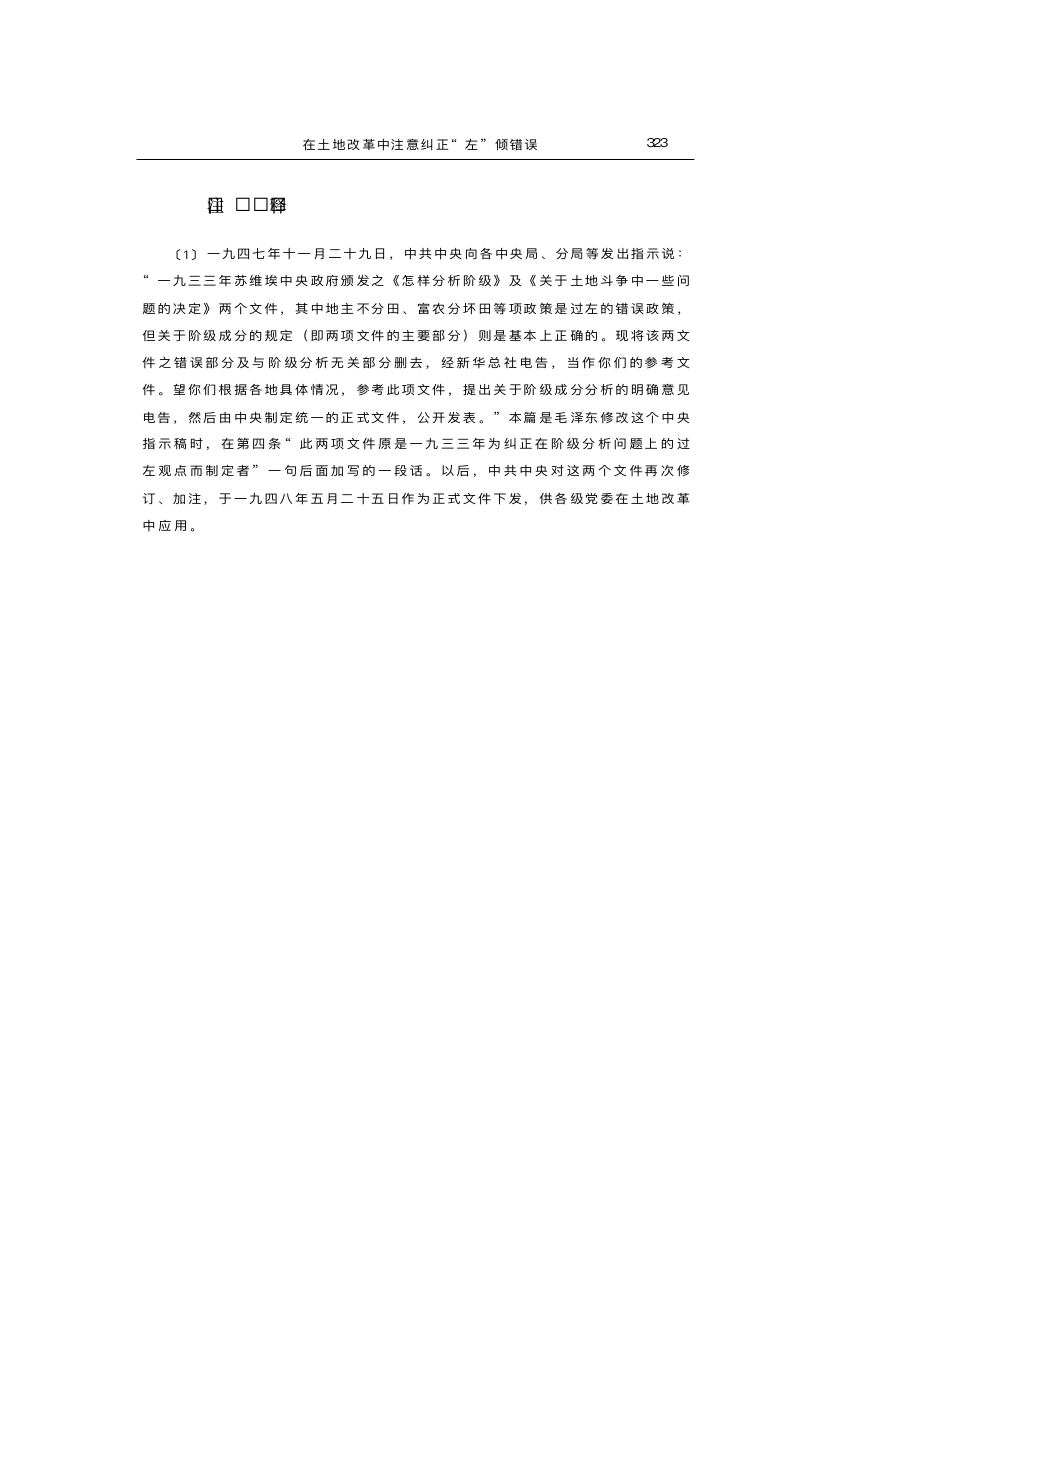 在土地改革中注意纠正“左”倾错误 323
注 释
〔1〕一九四七年十一月二十九日，中共中央向各中央局、分局等发出指示说：
“一九三三年苏维埃中央政府颁发之《怎样分析阶级》及《关于土地斗争中一些问
题的决定》两个文件，其中地主不分田、富农分坏田等项政策是过左的错误政策，
但关于阶级成分的规定（即两项文件的主要部分）则是基本上正确的。现将该两文
件之错误部分及与阶级分析无关部分删去，经新华总社电告，当作你们的参考文
件。望你们根据各地具体情况，参考此项文件，提出关于阶级成分分析的明确意见
电告，然后由中央制定统一的正式文件，公开发表。”本篇是毛泽东修改这个中央
指示稿时，在第四条“此两项文件原是一九三三年为纠正在阶级分析问题上的过
左观点而制定者”一句后面加写的一段话。以后，中共中央对这两个文件再次修
订、加注，于一九四八年五月二十五日作为正式文件下发，供各级党委在土地改革
中应用。